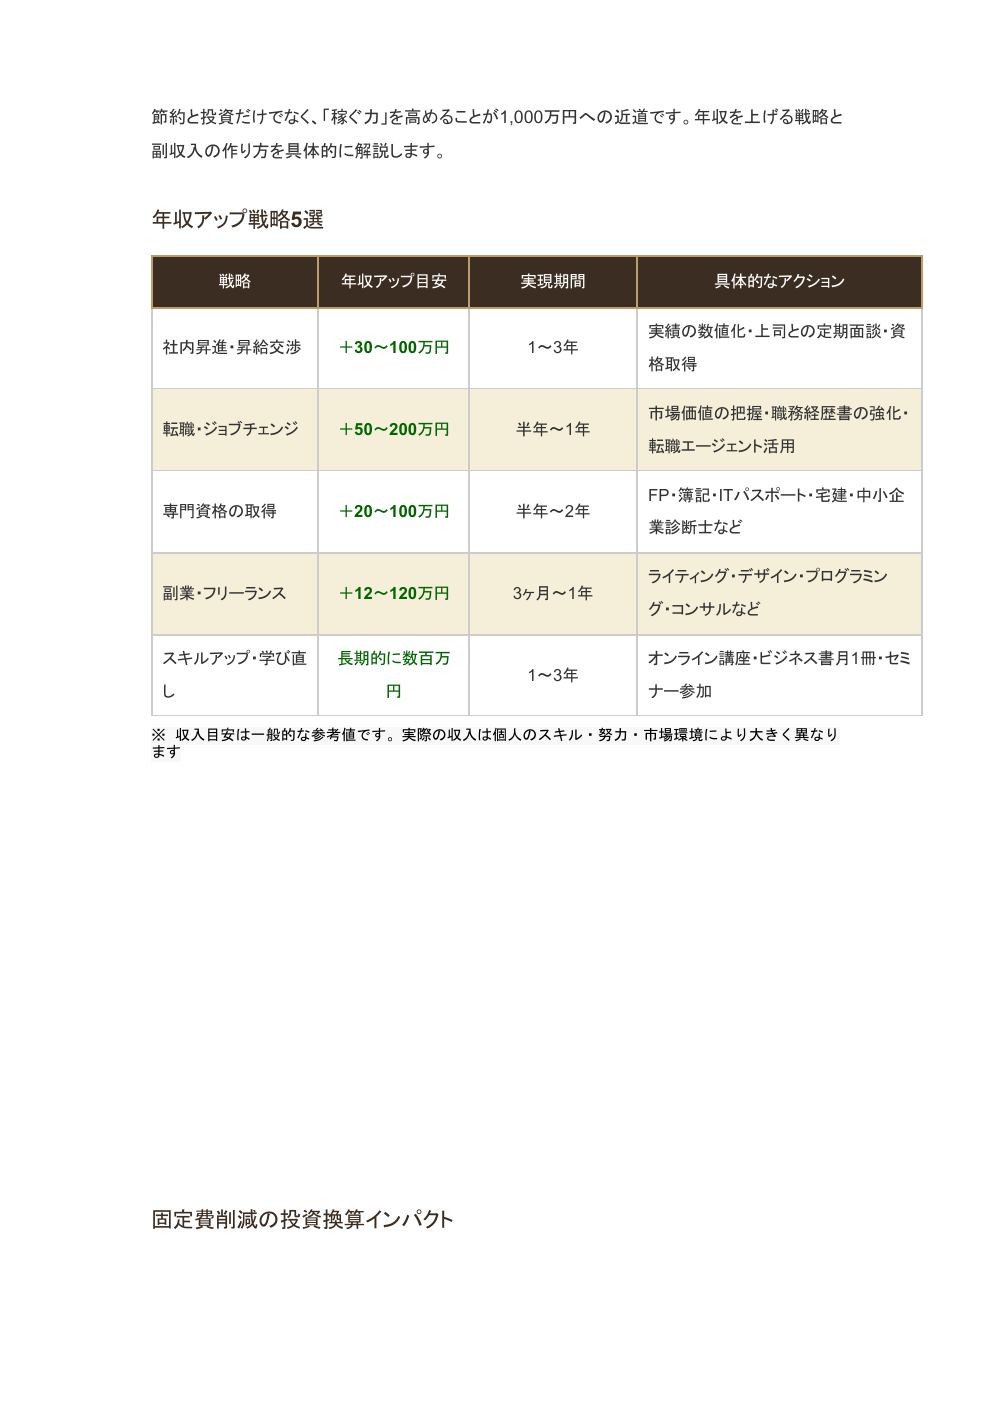 節約と投資だけでなく、「稼ぐ力」を高めることが1,000万円への近道です。年収を上げる戦略と
副収入の作り方を具体的に解説します。
年収アップ戦略5選
戦略 年収アップ目安 実現期間 具体的なアクション
社内昇進・昇給交渉 ＋30〜100万円 1〜3年 実績の数値化・上司との定期面談・資
格取得
転職・ジョブチェンジ ＋50〜200万円 半年〜1年 市場価値の把握・職務経歴書の強化・
転職エージェント活用
専門資格の取得 ＋20〜100万円 半年〜2年 FP・簿記・ITパスポート・宅建・中小企
業診断士など
副業・フリーランス ＋12〜120万円 3ヶ月〜1年 ライティング・デザイン・プログラミン
グ・コンサルなど
スキルアップ・学び直
し
長期的に数百万
円
1〜3年
オンライン講座・ビジネス書月1冊・セミ
ナー参加
※ 収入目安は一般的な参考値です。実際の収入は個人のスキル・努力・市場環境により大きく異なり
ます
固定費削減の投資換算インパクト